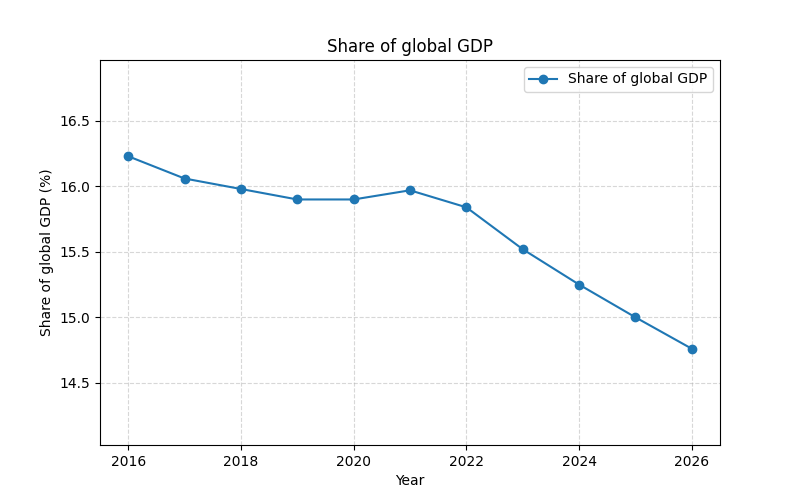 Share of global GDP
Share of global GDP
Share of global GDP (%)
16.5
16.0
15.5
15.0
14.5
2016 2018 2020 2022 2024 2026
Year